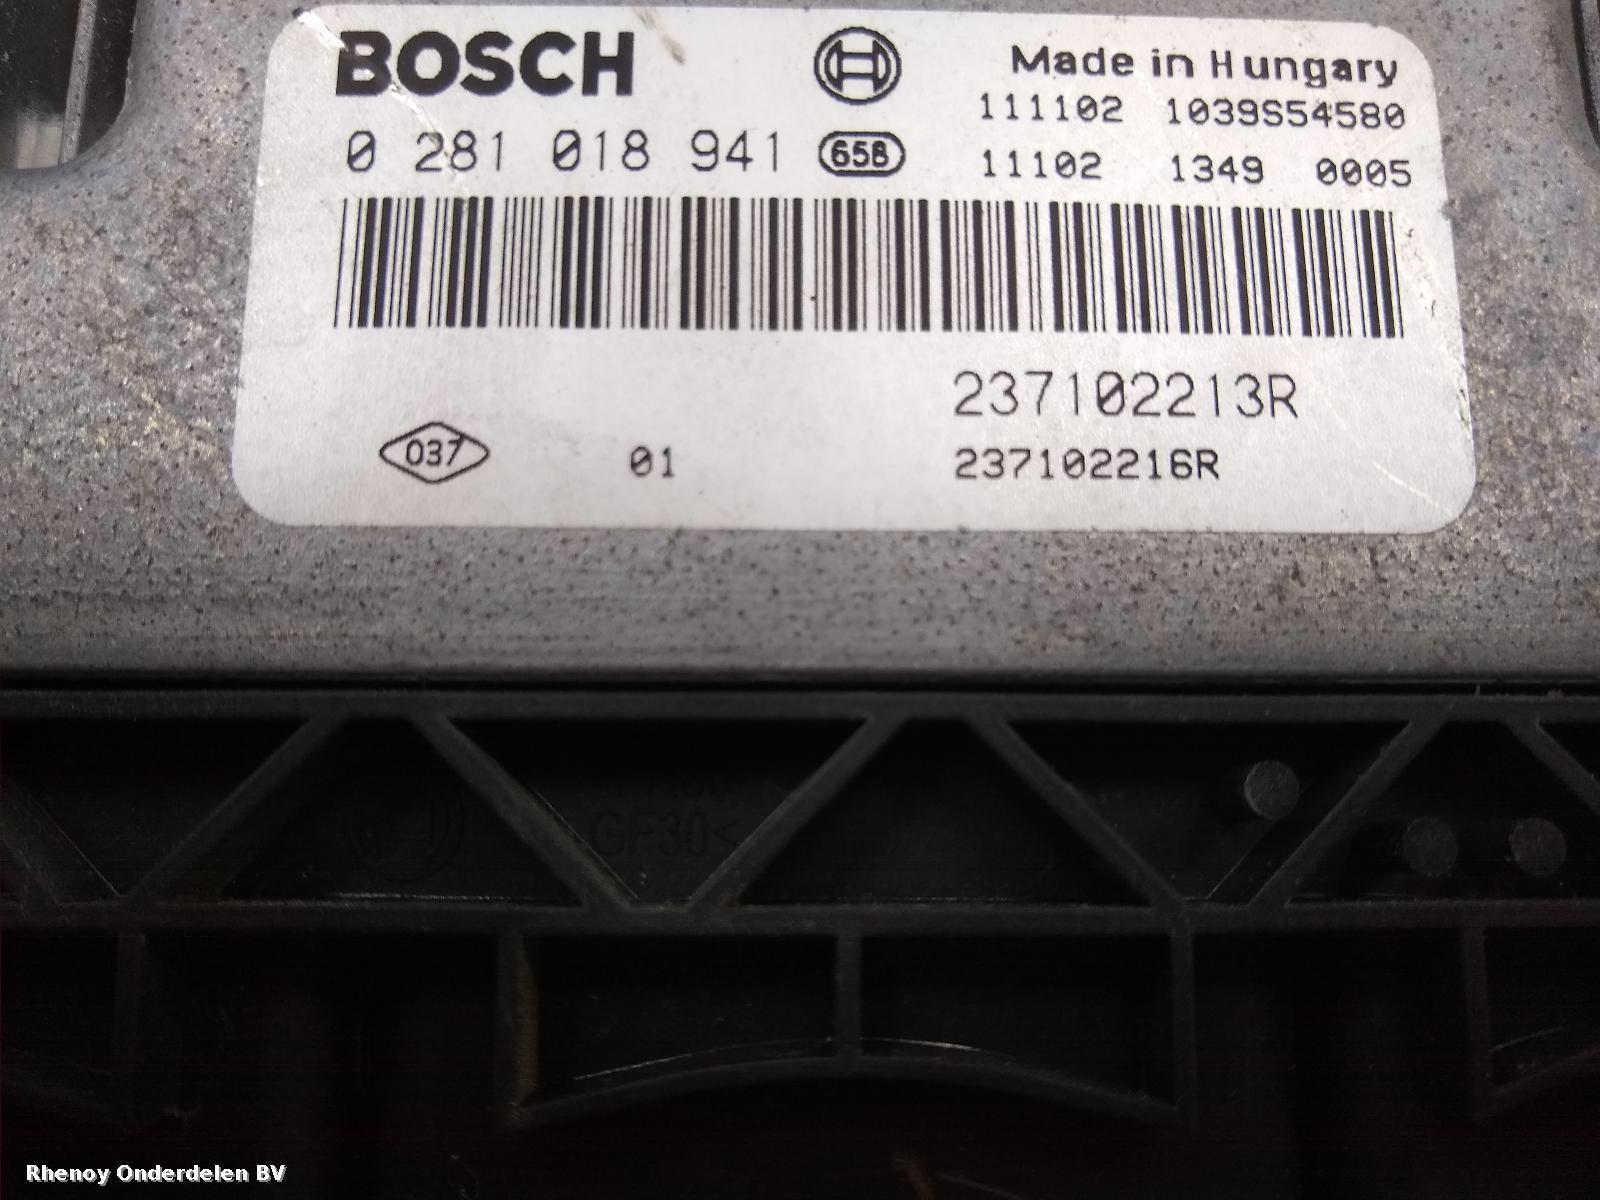 BOSCH
Made in Hungary
111102 1039S54580
0 281 018 941 658
11102 1349 0005
237102213R
037 01 237102216R
GF30<
Rhenoy Onderdelen BV